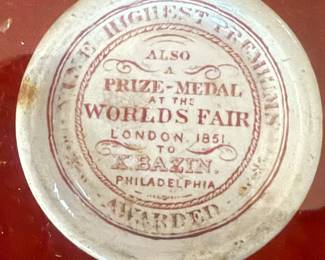 NINE HIGHEST PREMIUMS
ALSO
A
PRIZE-MEDAL
AT THE
WORLDS FAIR
LONDON, 1851
TO
X.BAZIN.
PHILADELPHIA
AWARDED